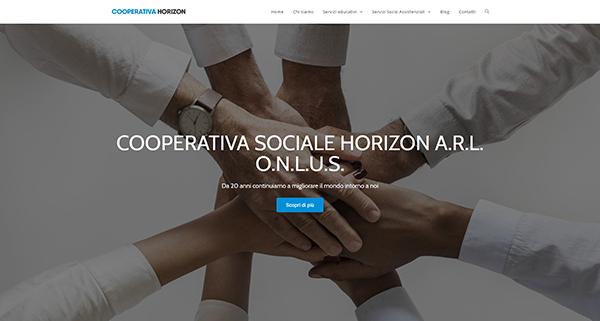 COOPERATIVA HORIZON
Home Chi siamo Servizi educativi Servizi Socio Assistenziali Blog Contatti
COOPERATIVA SOCIALE HORIZON A.R.L.
O.N.L.U.S.
Da 20 anni continuiamo a migliorare il mondo intorno a noi
Scopri di più